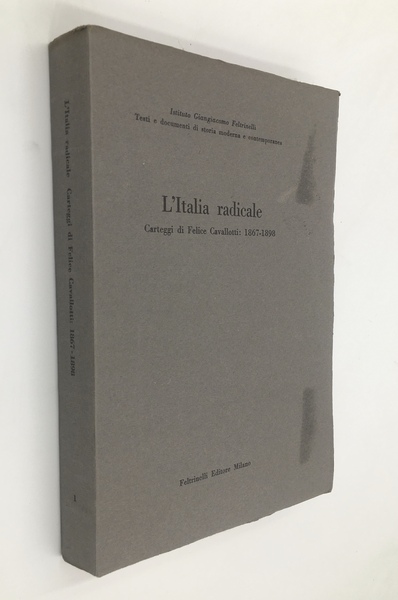 Istituto Giangiacomo Feltrinelli
Testi e documenti di storia moderna e contemporanea
L'Italia radicale
Carteggi di Felice Cavallotti: 1867-1898
Feltrinelli Editore Milano
L'Italia radicale Carteggi di Felice Cavallotti: 1867-1898
1